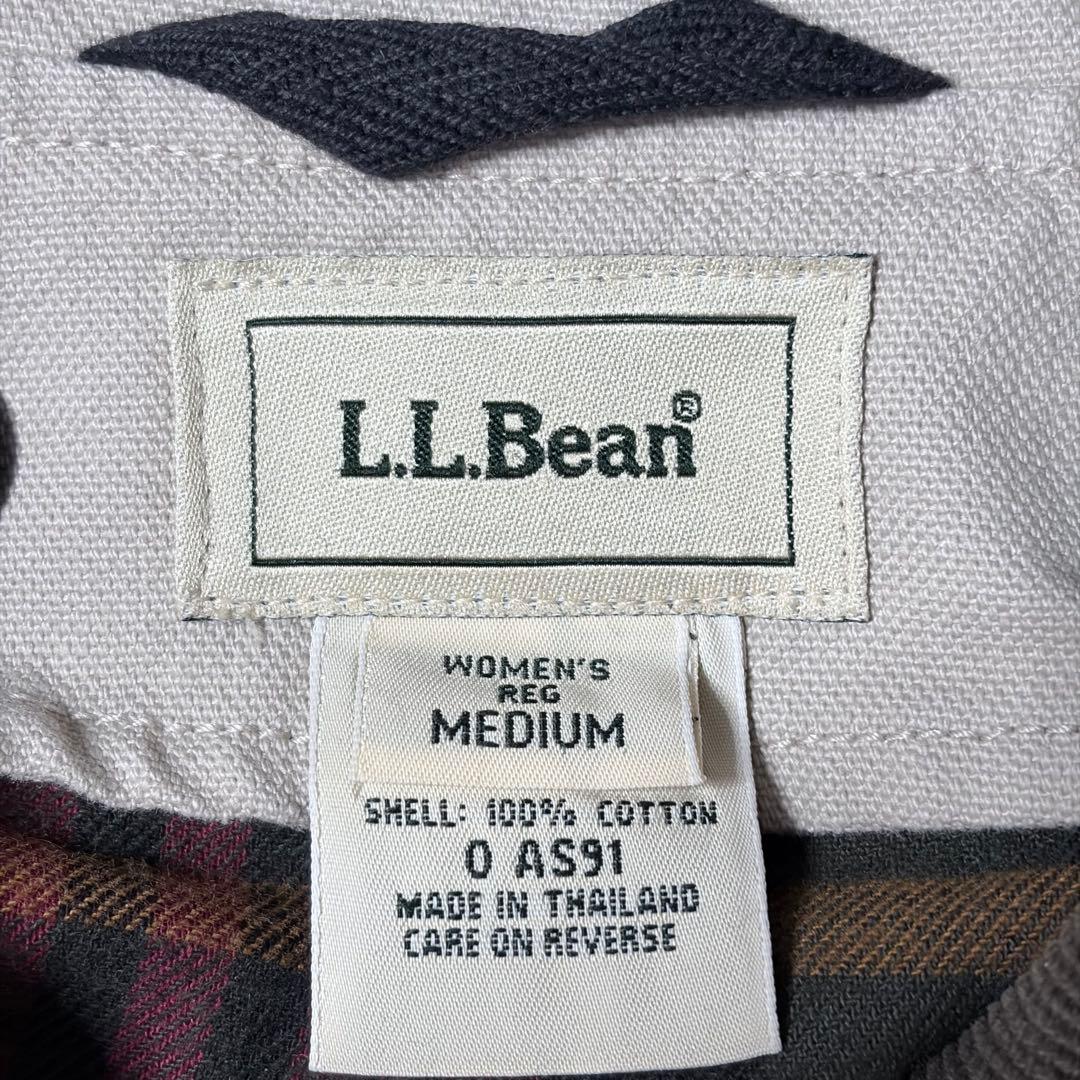 L.L.Bean®
WOMEN'S
REG
MEDIUM
SHELL: 100% COTTON
0 AS91
MADE IN THAILAND
CARE ON REVERSE